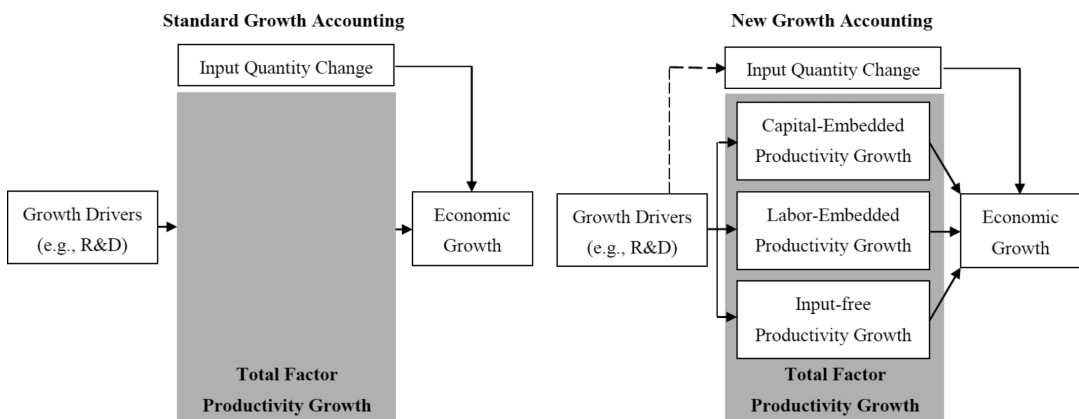 Standard Growth Accounting
Input Quantity Change
Growth Drivers
(e.g., R&D)
Economic
Growth
Total Factor
Productivity Growth
New Growth Accounting
Input Quantity Change
Capital-Embedded
Productivity Growth
Growth Drivers
(e.g., R&D)
Labor-Embedded
Productivity Growth
Economic
Growth
Input-free
Productivity Growth
Total Factor
Productivity Growth